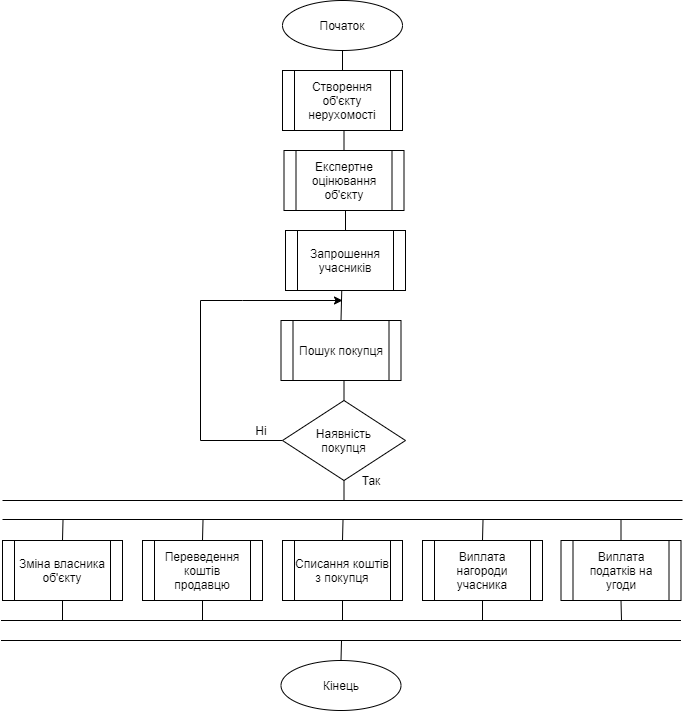 Початок
Створення
об'єкту
нерухомості
Експертне
оцінювання
об'єкту
Запрошення
учасників
Пошук покупця
Наявність
покупця
Ні
Так
Зміна власника
об'єкту
Переведення
коштів
продавцю
Списання коштів
з покупця
Виплата
нагороди
учасника
Виплата
податків на
угоди
Кінець